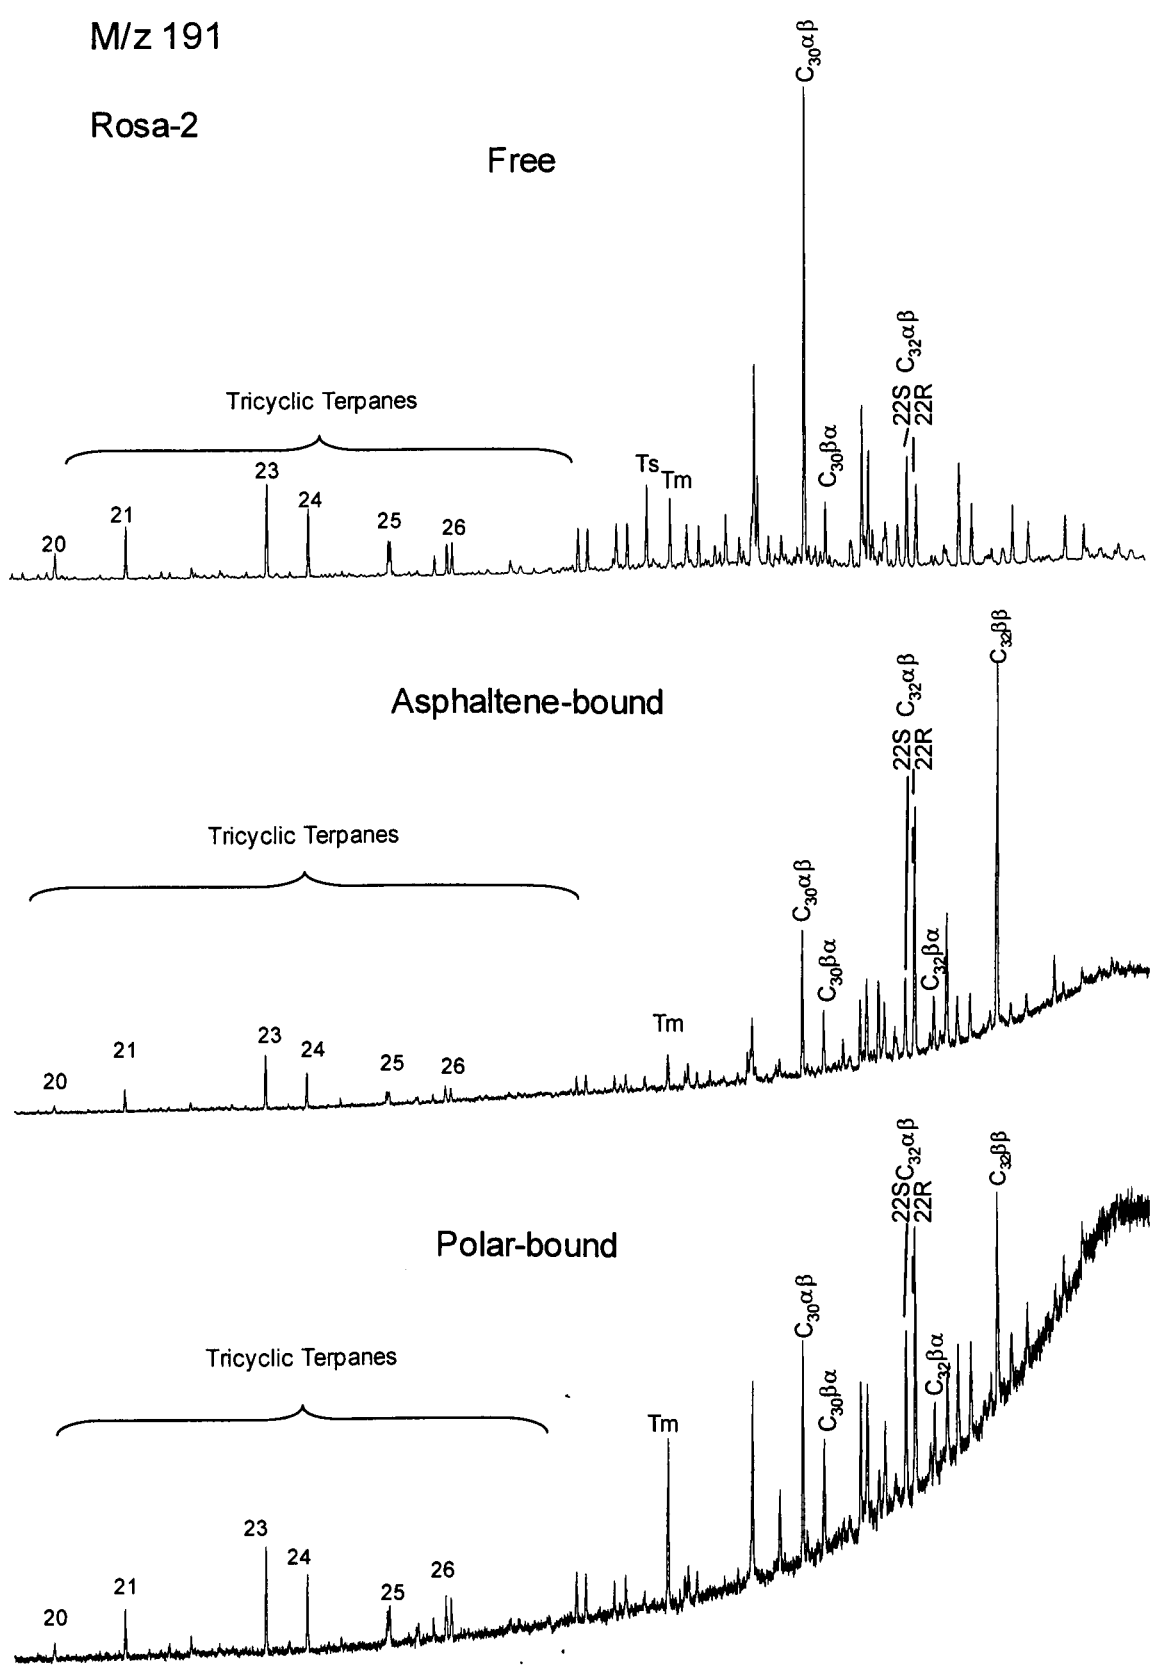 M/z 191
Rosa-2
Free
C₃₀αβ
22S C₃₂αβ
22R
C₃₀βα
Tricyclic Terpanes
Ts
Tm
20
21
23
24
25
26
Asphaltene-bound
C₃₂ββ
22S C₃₂αβ
22R
Tricyclic Terpanes
C₃₀αβ
C₃₀βα
C₃₂βα
Tm
20
21
23
24
25
26
Polar-bound
22SC₃₂αβ
22R
C₃₂ββ
C₃₀αβ
C₃₀βα
C₃₂βα
Tricyclic Terpanes
Tm
20
21
23
24
25
26